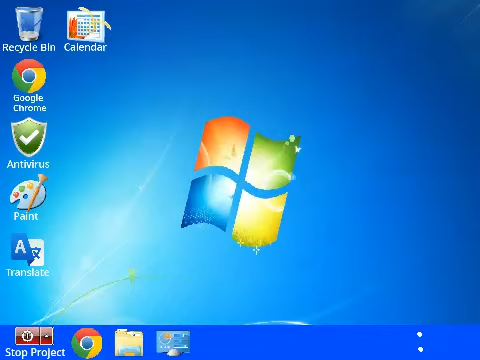 Recycle Bin
Calendar
Google
Chrome
Antivirus
Paint
A
Translate
Stop Project